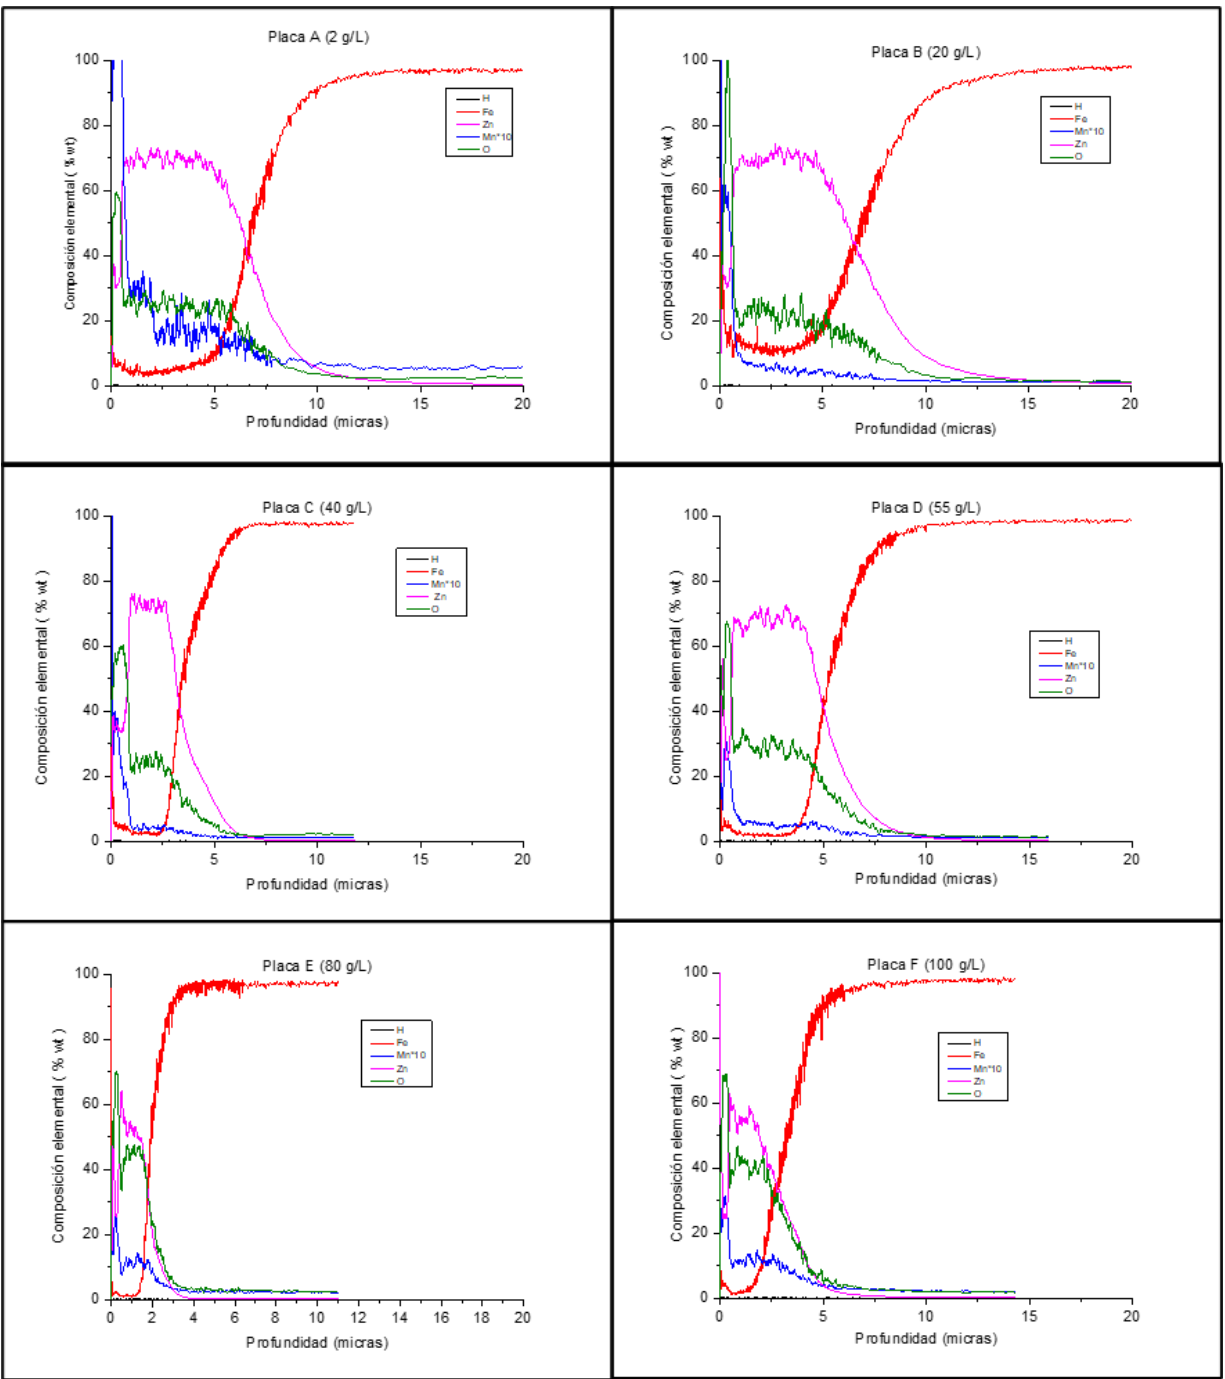 Placa A (2 g/L)
100
80
60
40
20
0
Composición elemental ( % wt)
H
Fe
Zn
Mn*10
O
0 5 10 15 20
Profundidad (micras)
Placa B (20 g/L)
100
80
60
40
20
0
Composición elemental ( % wt )
H
Fe
Mn*10
Zn
O
0 5 10 15 20
Profundidad (micras)
Placa C (40 g/L)
100
80
60
40
20
0
Composición elemental ( % wt )
H
Fe
Mn*10
Zn
O
0 5 10 15 20
Profundidad (micras)
Placa D (55 g/L)
100
80
60
40
20
0
Composición elemental ( % wt )
H
Fe
Mn*10
Zn
O
0 5 10 15 20
Profundidad (micras)
Placa E (80 g/L)
100
80
60
40
20
0
Composición elemental ( % wt )
H
Fe
Mn*10
Zn
O
0 2 4 6 8 10 12 14 16 18 20
Profundidad (micras)
Placa F (100 g/L)
100
80
60
40
20
0
Composición elemental ( % wt )
H
Fe
Mn*10
Zn
O
0 5 10 15 20
Profundidad (micras)